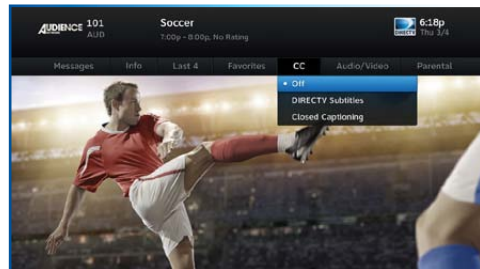 AUDIENCE 101
AUD
Soccer
7:00p - 8:00p, No Rating
DIRECTV
6:18p
Thu 3/4
Messages Info Last 4 Favorites CC Audio/Video Parental
• Off
DIRECTV Subtitles
Closed Captioning